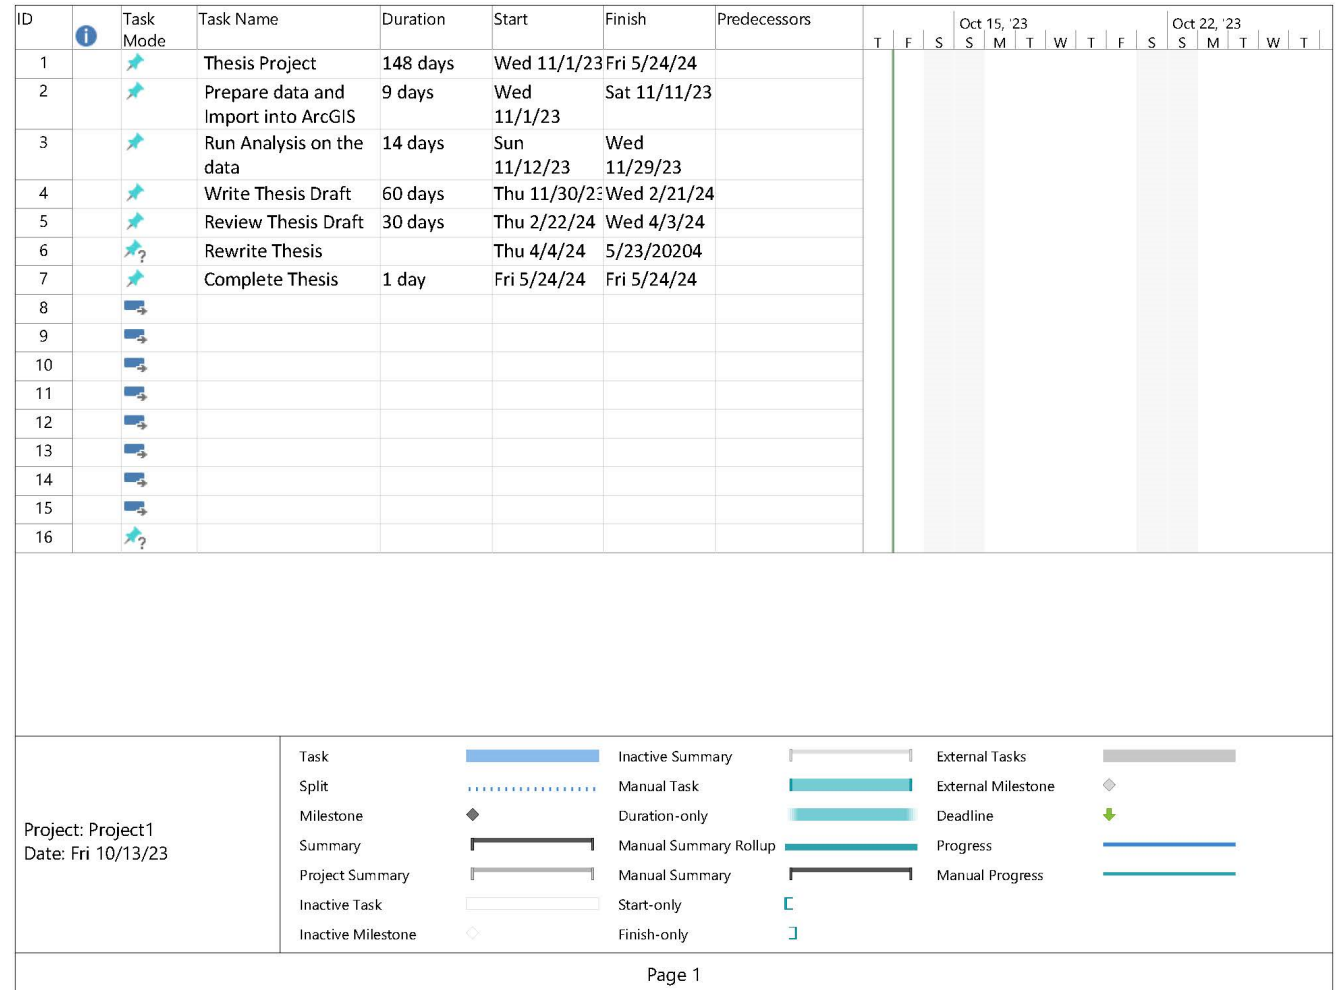 ID Task Task Name Duration Start Finish Predecessors Oct 15, '23 Oct 22, '23
Mode T F S S M T W T F S S M T W T
1 Thesis Project 148 days Wed 11/1/23 Fri 5/24/24
2 Prepare data and 9 days Wed Sat 11/11/23
Import into ArcGIS 11/1/23
3 Run Analysis on the 14 days Sun Wed
data 11/12/23 11/29/23
4 Write Thesis Draft 60 days Thu 11/30/23 Wed 2/21/24
5 Review Thesis Draft 30 days Thu 2/22/24 Wed 4/3/24
6 Rewrite Thesis Thu 4/4/24 5/23/20204
7 Complete Thesis 1 day Fri 5/24/24 Fri 5/24/24
8
9
10
11
12
13
14
15
16
Project: Project1
Date: Fri 10/13/23
Task Inactive Summary External Tasks
Split Manual Task External Milestone
Milestone Duration-only Deadline
Summary Manual Summary Rollup Progress
Project Summary Manual Summary Manual Progress
Inactive Task Start-only
Inactive Milestone Finish-only
Page 1